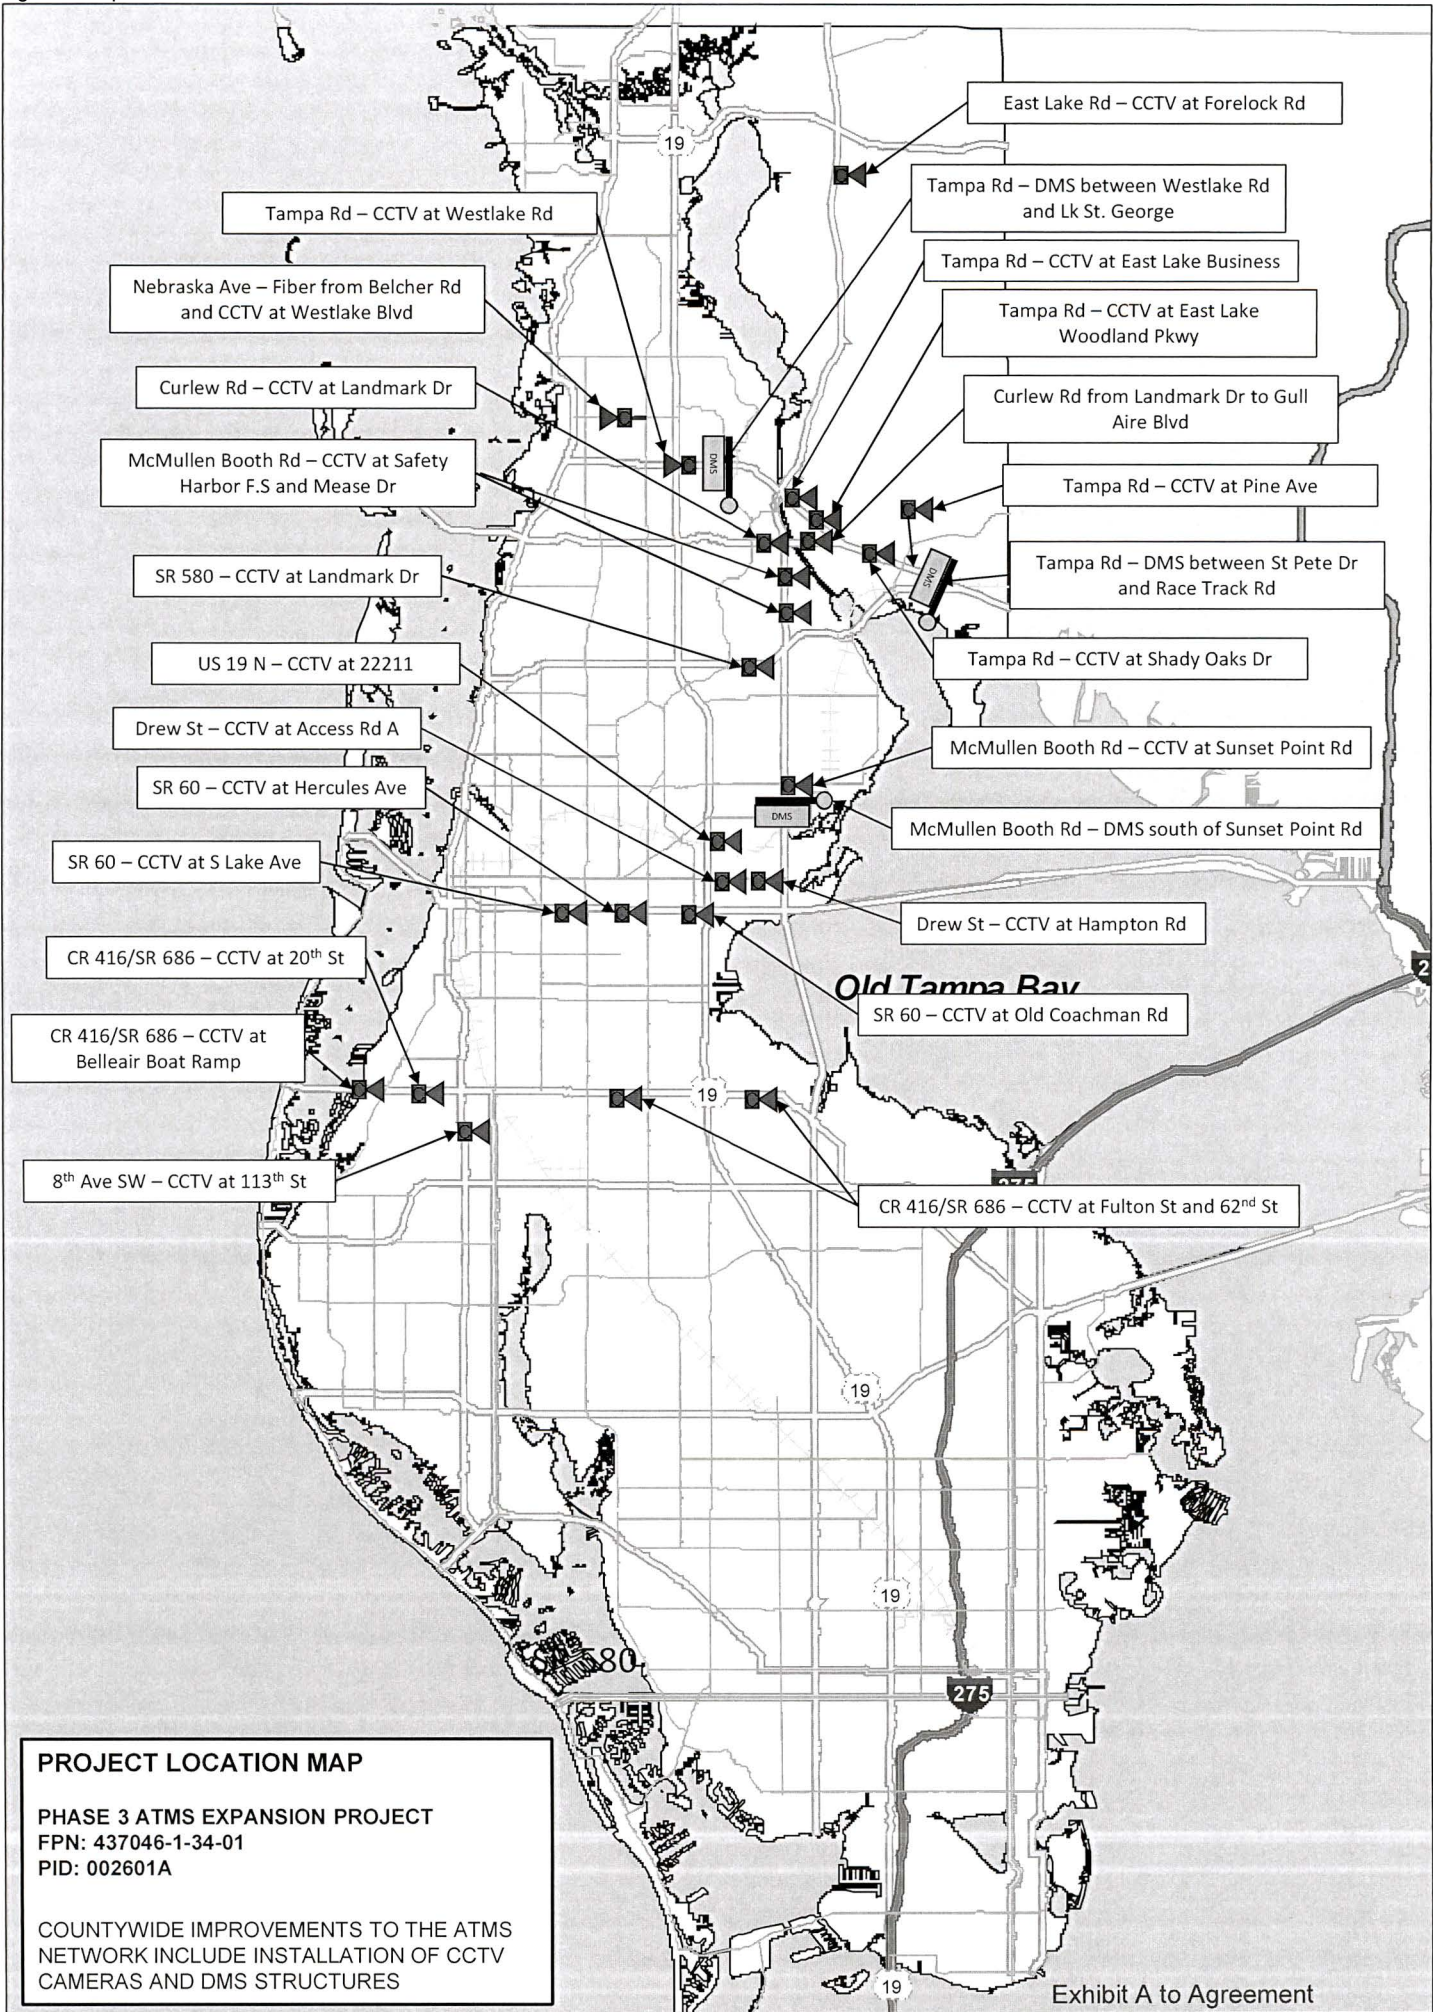 19
East Lake Rd – CCTV at Forelock Rd
Tampa Rd – CCTV at Westlake Rd
Tampa Rd – DMS between Westlake Rd
and Lk St. George
Nebraska Ave – Fiber from Belcher Rd
and CCTV at Westlake Blvd
Tampa Rd – CCTV at East Lake Business
Tampa Rd – CCTV at East Lake
Woodland Pkwy
Curlew Rd – CCTV at Landmark Dr
Curlew Rd from Landmark Dr to Gull
Aire Blvd
McMullen Booth Rd – CCTV at Safety
Harbor F.S and Mease Dr
DMS
Tampa Rd – CCTV at Pine Ave
SR 580 – CCTV at Landmark Dr
DMS
Tampa Rd – DMS between St Pete Dr
and Race Track Rd
US 19 N – CCTV at 22211
Tampa Rd – CCTV at Shady Oaks Dr
Drew St – CCTV at Access Rd A
McMullen Booth Rd – CCTV at Sunset Point Rd
SR 60 – CCTV at Hercules Ave
DMS
McMullen Booth Rd – DMS south of Sunset Point Rd
SR 60 – CCTV at S Lake Ave
Drew St – CCTV at Hampton Rd
CR 416/SR 686 – CCTV at 20th St
2
Old Tampa Bay
SR 60 – CCTV at Old Coachman Rd
CR 416/SR 686 – CCTV at
Belleair Boat Ramp
19
8th Ave SW – CCTV at 113th St
275
CR 416/SR 686 – CCTV at Fulton St and 62nd St
19
19
580
275
PROJECT LOCATION MAP
PHASE 3 ATMS EXPANSION PROJECT
FPN: 437046-1-34-01
PID: 002601A
COUNTYWIDE IMPROVEMENTS TO THE ATMS
NETWORK INCLUDE INSTALLATION OF CCTV
CAMERAS AND DMS STRUCTURES
19
Exhibit A to Agreement